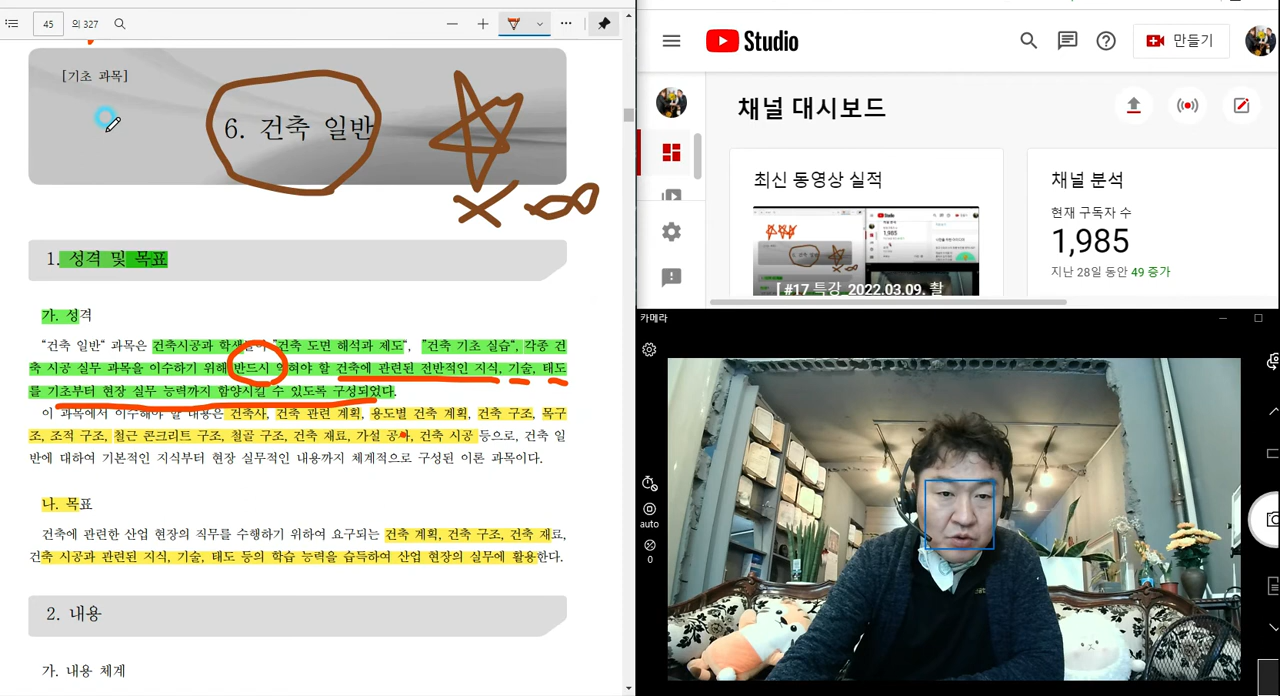 45 의 327
[기초 과목]
6. 건축 일반
1. 성격 및 목표
가. 성격
"건축 일반" 과목은 건축시공과 학생들이 "건축 도면 해석과 제도", "건축 기초 실습", 각종 건
축 시공 실무 과목을 이수하기 위해 반드시 익혀야 할 건축에 관련된 전반적인 지식, 기술, 태도
를 기초부터 현장 실무 능력까지 함양시킬 수 있도록 구성되었다.
이 과목에서 이수해야 할 내용은 건축사, 건축 관련 계획, 용도별 건축 계획, 건축 구조, 목구
조, 조적 구조, 철근 콘크리트 구조, 철골 구조, 건축 재료, 가설 공사, 건축 시공 등으로, 건축 일
반에 대하여 기본적인 지식부터 현장 실무적인 내용까지 체계적으로 구성된 이론 과목이다.
나. 목표
건축에 관련한 산업 현장의 직무를 수행하기 위하여 요구되는 건축 계획, 건축 구조, 건축 재료,
건축 시공과 관련된 지식, 기술, 태도 등의 학습 능력을 습득하여 산업 현장의 실무에 활용한다.
2. 내용
가. 내용 체계
Studio
만들기
채널 대시보드
최신 동영상 실적
[ #17 특강 2022.03.09. 촬
채널 분석
현재 구독자 수
1,985
지난 28일 동안 49 증가
카메라
auto
0